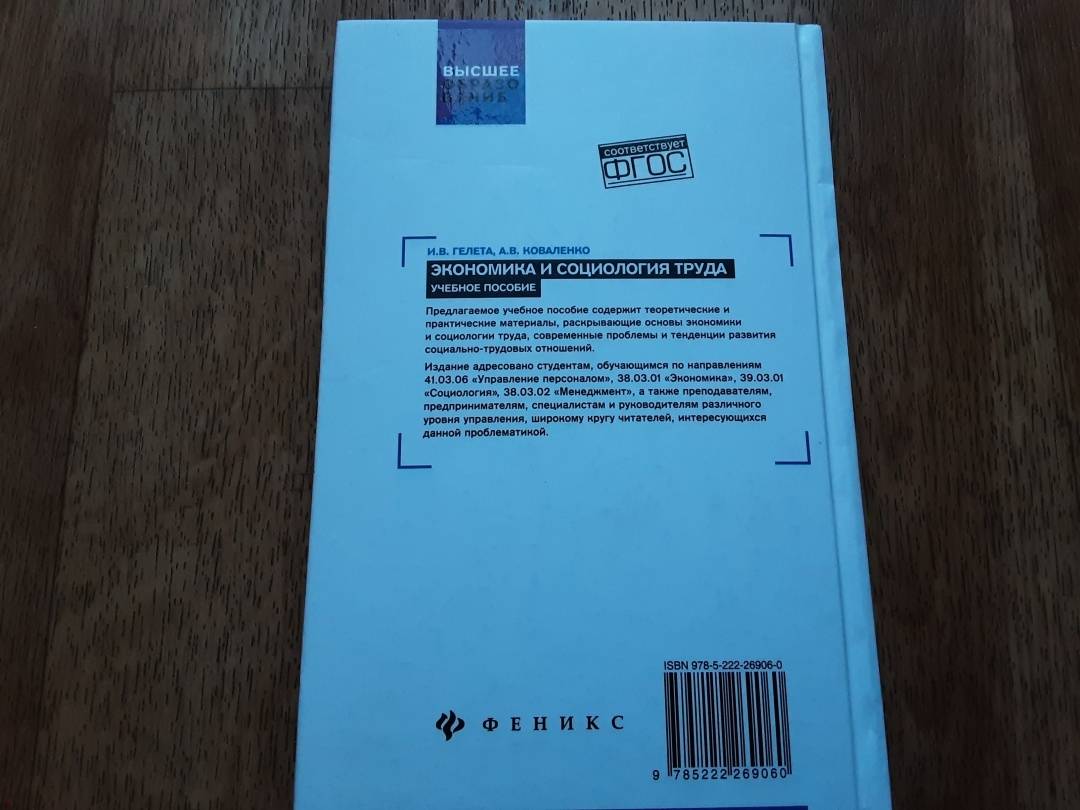 ВЫСШЕЕ
ОБРАЗО
соответствует
ФГОС
И.В. ГЕЛЕТА, А.В. КОВАЛЕНКО
ЭКОНОМИКА И СОЦИОЛОГИЯ ТРУДА
УЧЕБНОЕ ПОСОБИЕ
Предлагаемое учебное пособие содержит теоретические и
практические материалы, раскрывающие основы экономики
и социологии труда, современные проблемы и тенденции развития
социально-трудовых отношений.
Издание адресовано студентам, обучающимся по направлениям
41.03.06 «Управление персоналом», 38.03.01 «Экономика», 39.03.01
«Социология», 38.03.02 «Менеджмент», а также преподавателям,
предпринимателям, специалистам и руководителям различного
уровня управления, широкому кругу читателей, интересующихся
данной проблематикой.
ISBN 978-5-222-26906-0
ФЕНИКС
9 785222 269060